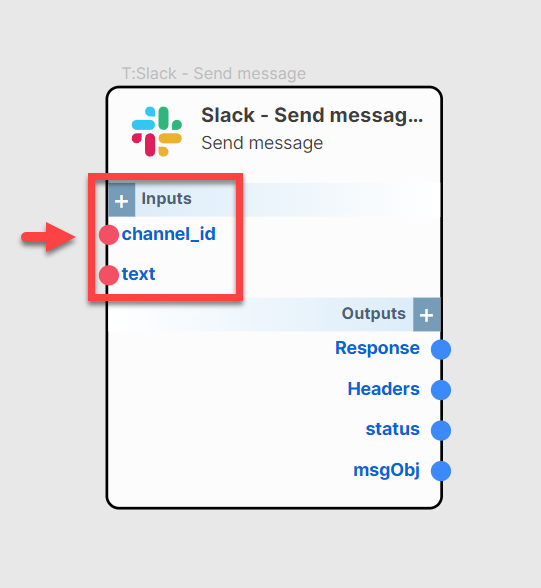 T:Slack - Send message
Slack - Send messag...
Send message
+ Inputs
channel_id
text
Outputs +
Response
Headers
status
msgObj